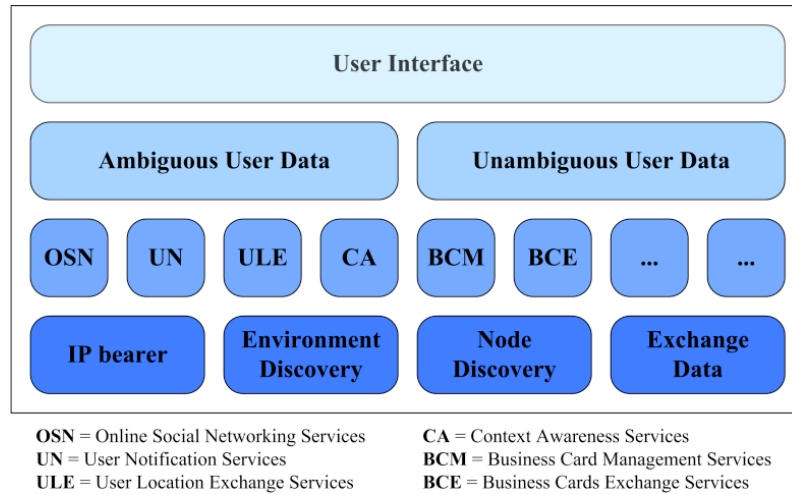 User Interface
Ambiguous User Data
Unambiguous User Data
OSN
UN
ULE
CA
BCM
BCE
...
...
IP bearer
Environment
Discovery
Node
Discovery
Exchange
Data
OSN = Online Social Networking Services
UN = User Notification Services
ULE = User Location Exchange Services
CA = Context Awareness Services
BCM = Business Card Management Services
BCE = Business Cards Exchange Services